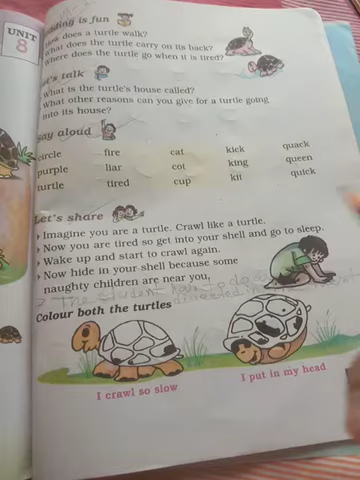 UNIT
8
Reading is fun
How does a turtle walk?
What does the turtle carry on its back?
Where does the turtle go when it is tired?
Let's talk
What is the turtle's house called?
What other reasons can you give for a turtle going
into its house?
Say aloud
circle fire cat kick quack
purple liar cot king queen
turtle tired cup kit quick
Let's share
Imagine you are a turtle. Crawl like a turtle.
Now you are tired so get into your shell and go to sleep.
Wake up and start to crawl again.
Now hide in your shell because some
naughty children are near you.
The student have to do
Colour both the turtles
I crawl so slow
I put in my head